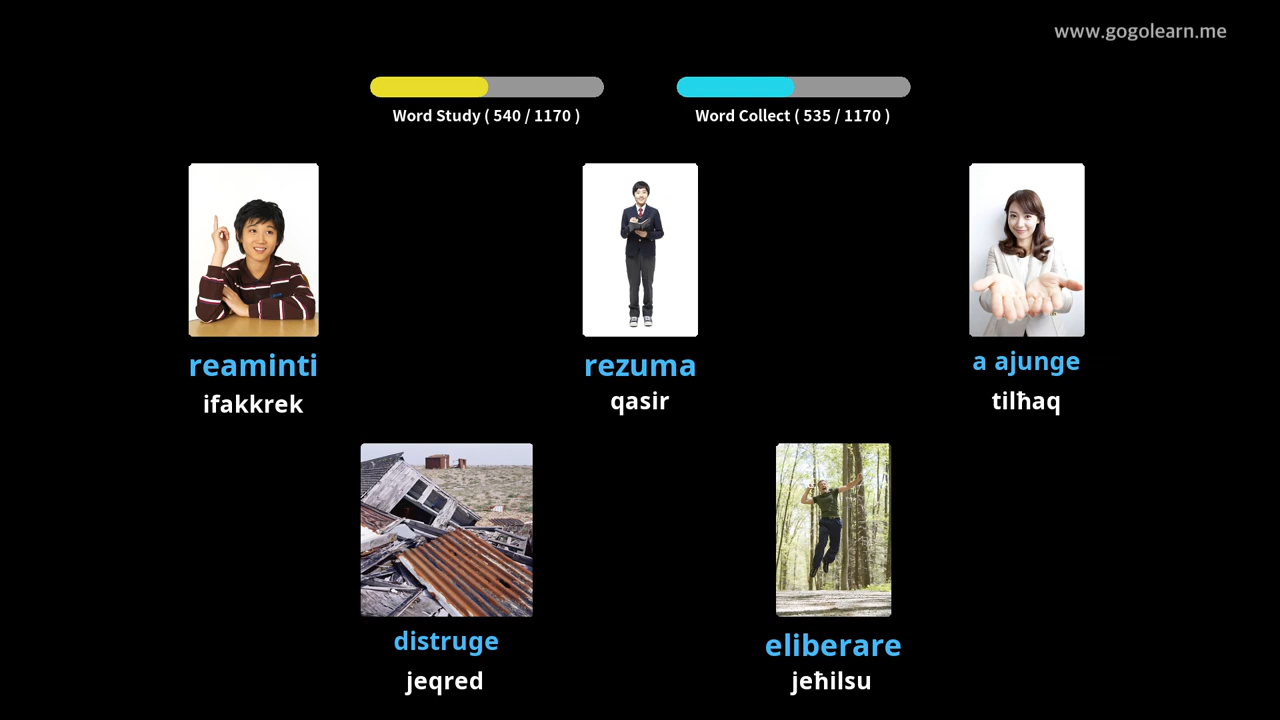 www.gogolearn.me
Word Study ( 540 / 1170 )
Word Collect ( 535 / 1170 )
reaminti
ifakkrek
rezuma
qasir
a ajunge
tilħaq
distruge
jeqred
eliberare
jeħilsu